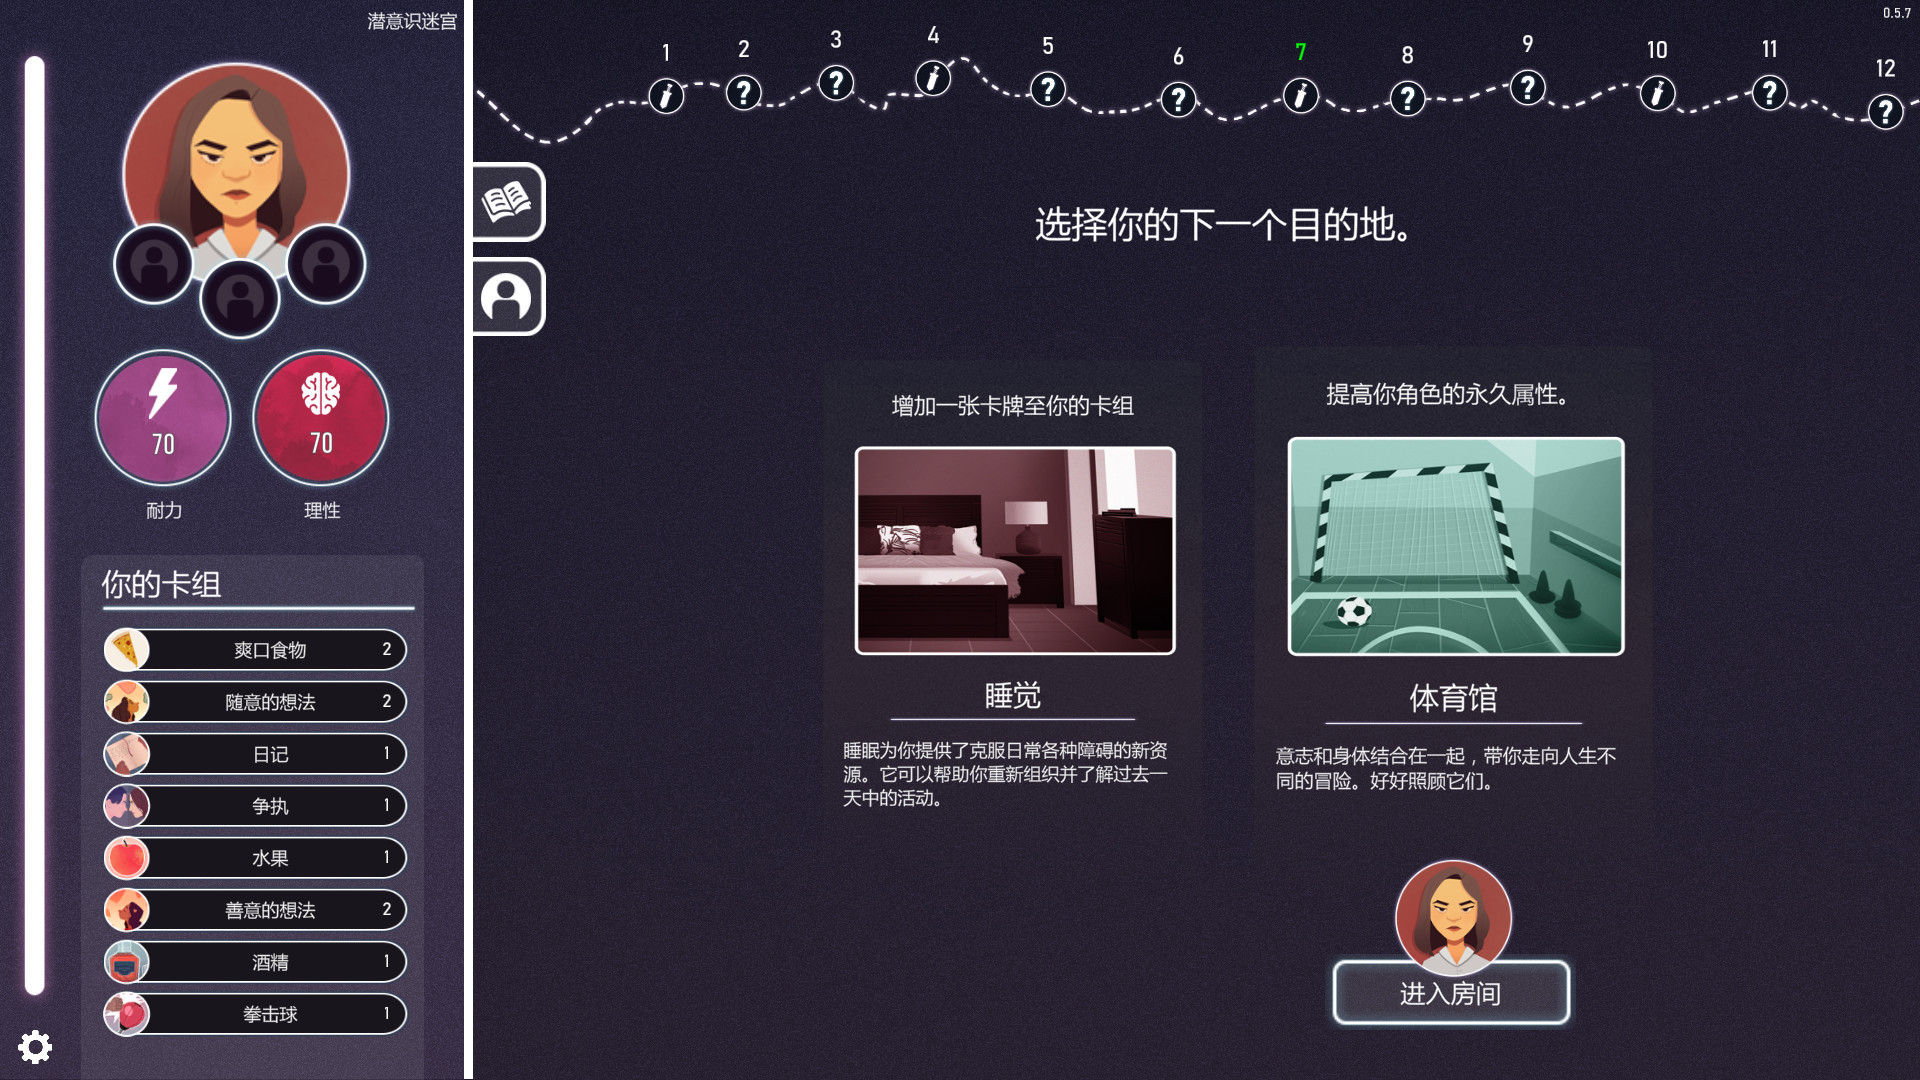 潜意识迷宫
0.5.7
1
2
3
4
5
6
7
8
9
10
11
12
选择你的下一个目的地。
70
耐力
70
理性
你的卡组
爽口食物 2
随意的想法 2
日记 1
争执 1
水果 1
善意的想法 2
酒精 1
拳击球 1
增加一张卡牌至你的卡组
睡觉
睡眠为你提供了克服日常各种障碍的新资
源。它可以帮助你重新组织并了解过去一
天中的活动。
提高你角色的永久属性。
体育馆
意志和身体结合在一起，带你走向人生不
同的冒险。好好照顾它们。
进入房间